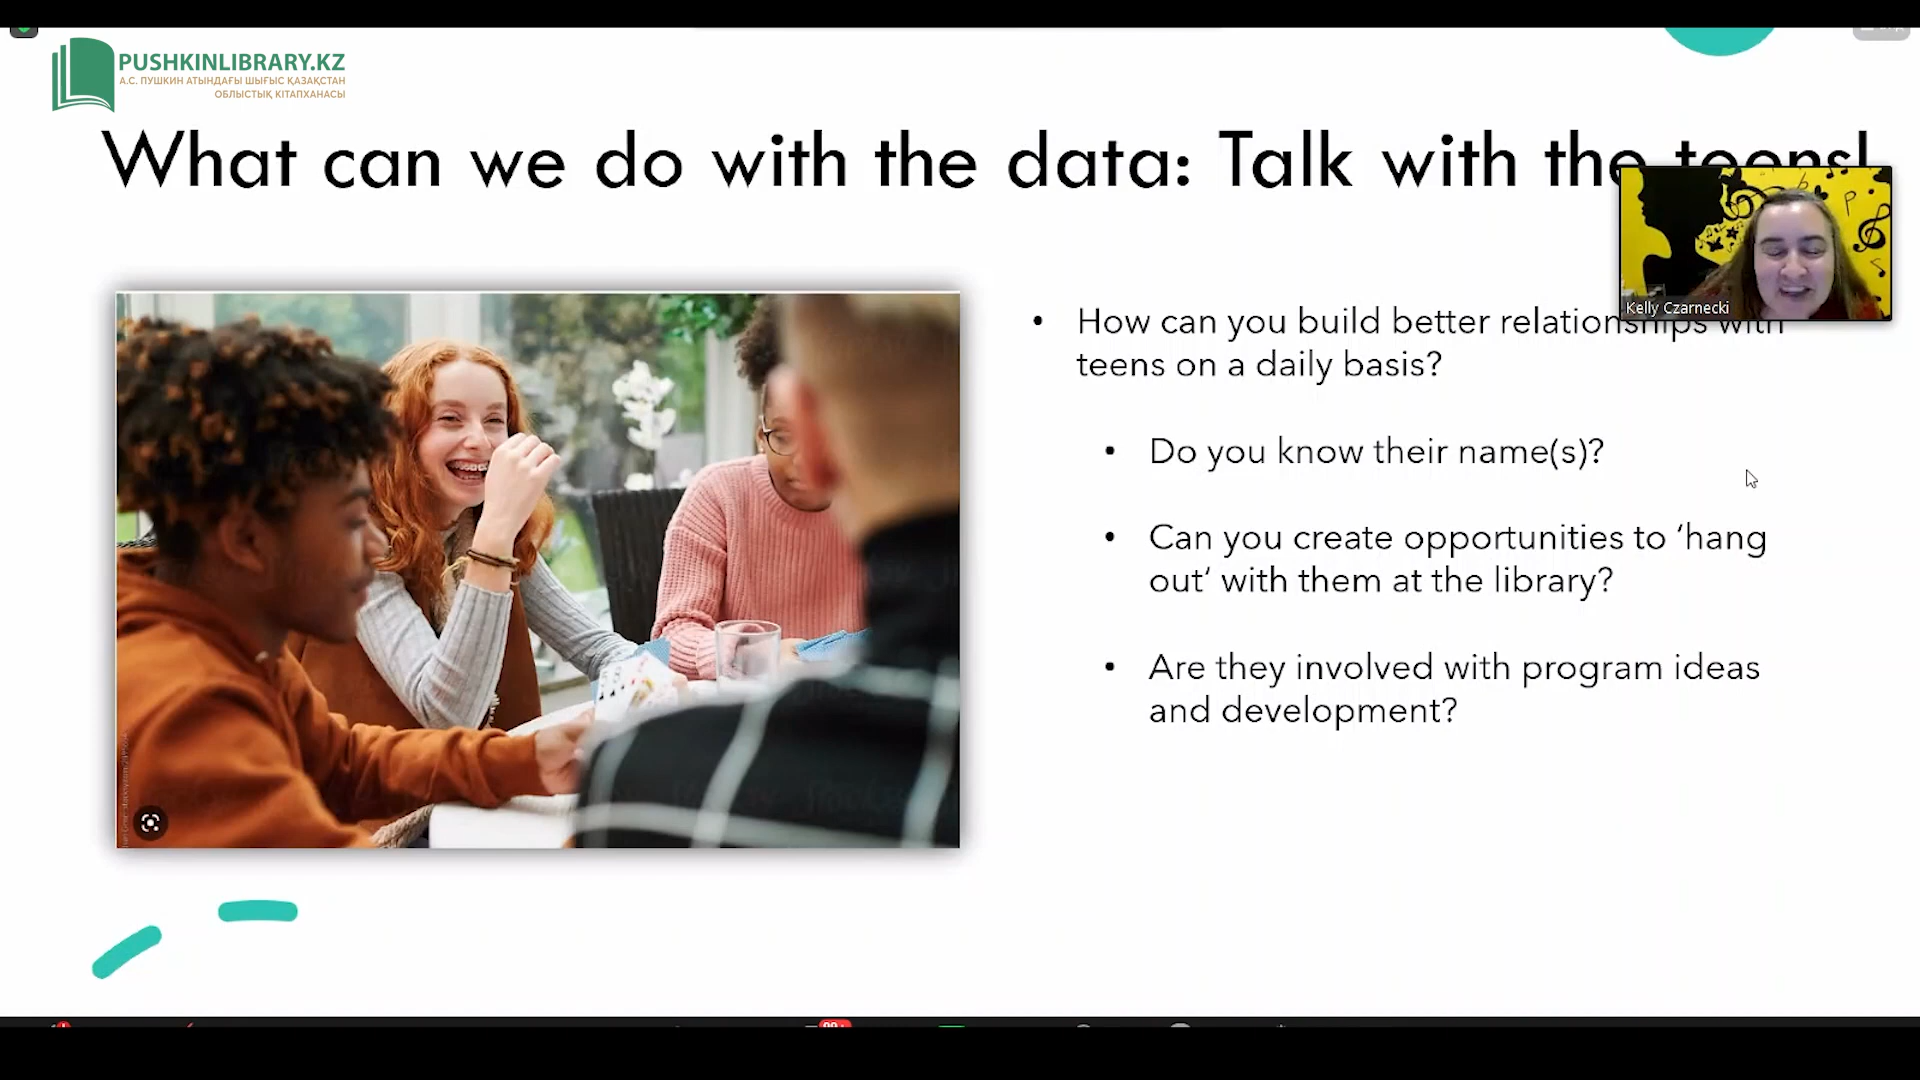 PUSHKINLIBRARY.KZ
А.С. ПУШКИН АТЫНДАҒЫ ШЫҒЫС ҚАЗАҚСТАН
ОБЛЫСТЫҚ КІТАПХАНАСЫ
What can we do with the data: Talk with the teens!
Kelly Czarnecki
• How can you build better relationships with
teens on a daily basis?
• Do you know their name(s)?
• Can you create opportunities to ‘hang
out’ with them at the library?
• Are they involved with program ideas
and development?